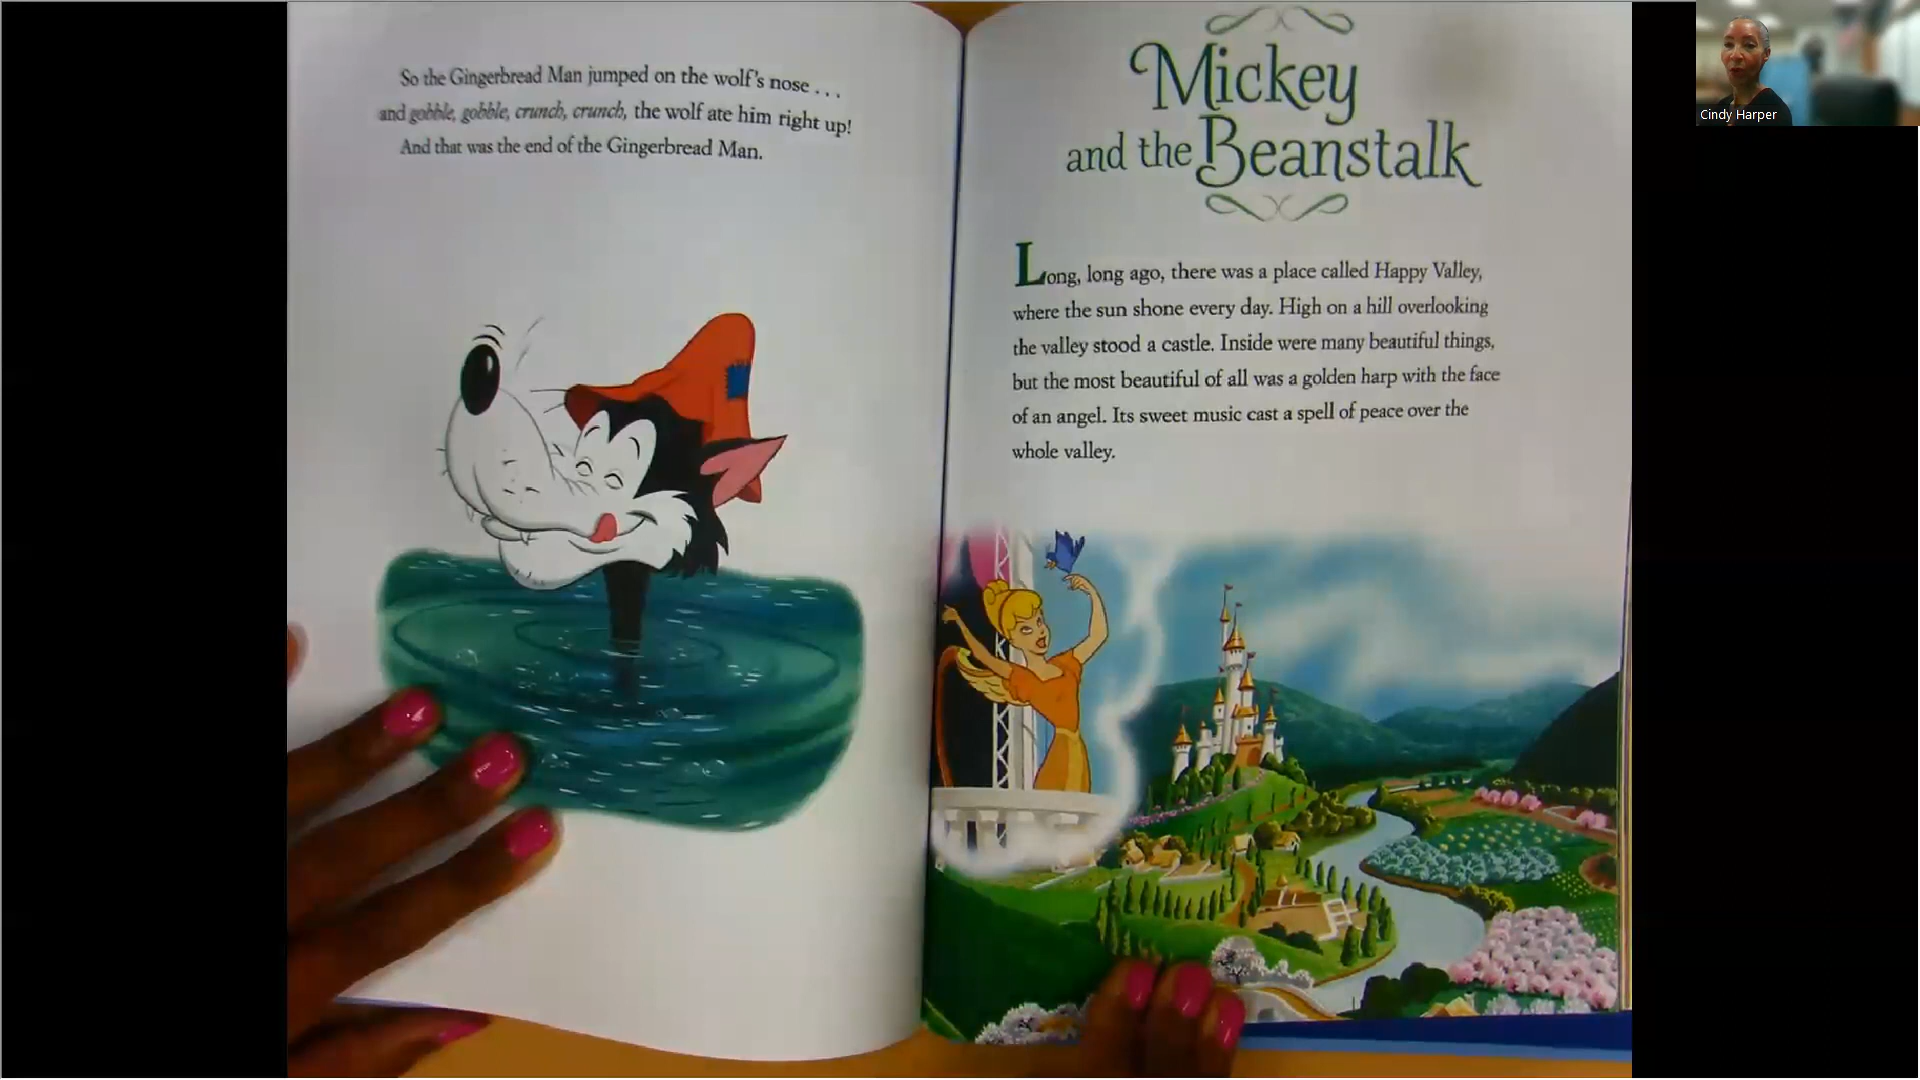 So the Gingerbread Man jumped on the wolf's nose . . .
and gobble, gobble, crunch, crunch, the wolf ate him right up!
And that was the end of the Gingerbread Man.
Mickey
and the Beanstalk
Long, long ago, there was a place called Happy Valley,
where the sun shone every day. High on a hill overlooking
the valley stood a castle. Inside were many beautiful things,
but the most beautiful of all was a golden harp with the face
of an angel. Its sweet music cast a spell of peace over the
whole valley.
Cindy Harper